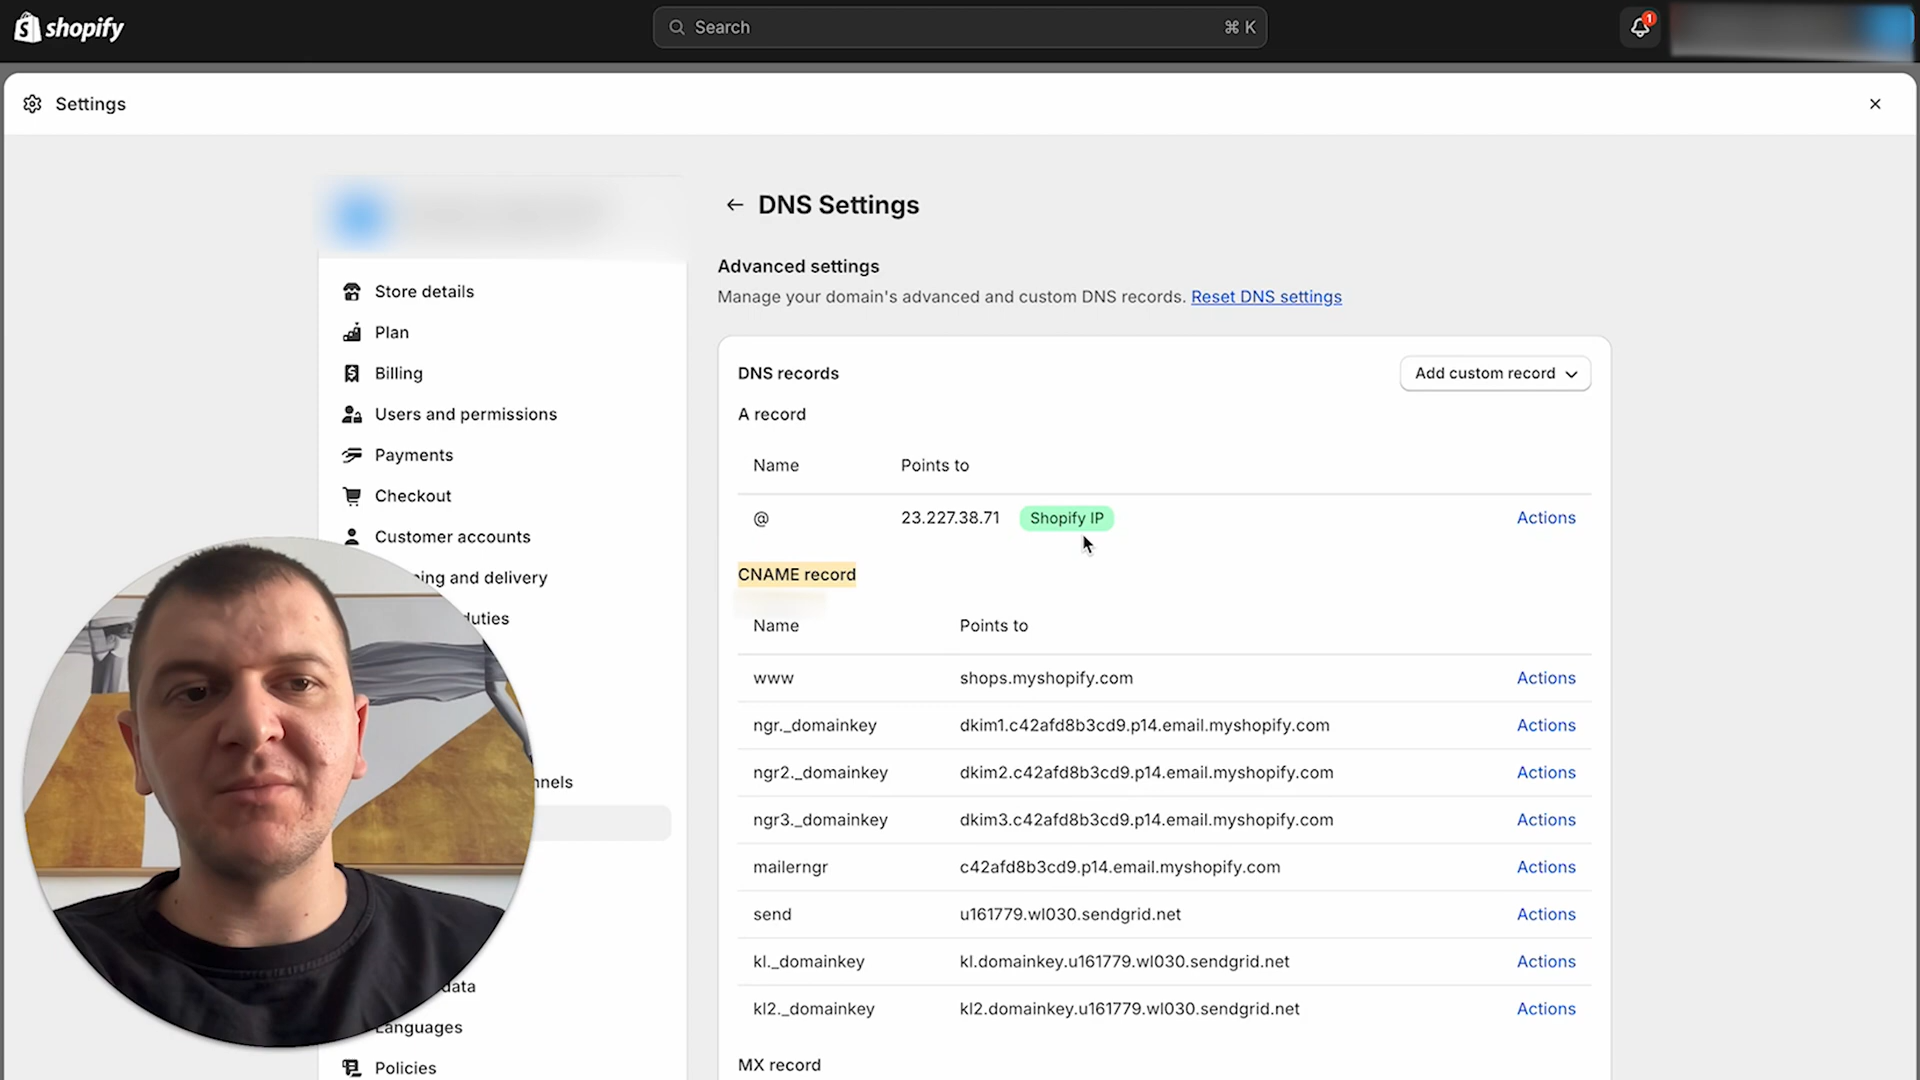 shopify
Search
⌘ K
1
Settings
DNS Settings
Advanced settings
Manage your domain's advanced and custom DNS records. Reset DNS settings
Store details
Plan
Billing
Users and permissions
Payments
Checkout
Customer accounts
ing and delivery
duties
nnels
data
Languages
Policies
DNS records
Add custom record
A record
Name Points to
@ 23.227.38.71 Shopify IP Actions
CNAME record
Name Points to
www shops.myshopify.com Actions
ngr._domainkey dkim1.c42afd8b3cd9.p14.email.myshopify.com Actions
ngr2._domainkey dkim2.c42afd8b3cd9.p14.email.myshopify.com Actions
ngr3._domainkey dkim3.c42afd8b3cd9.p14.email.myshopify.com Actions
mailerngr c42afd8b3cd9.p14.email.myshopify.com Actions
send u161779.wl030.sendgrid.net Actions
kl._domainkey kl.domainkey.u161779.wl030.sendgrid.net Actions
kl2._domainkey kl2.domainkey.u161779.wl030.sendgrid.net Actions
MX record